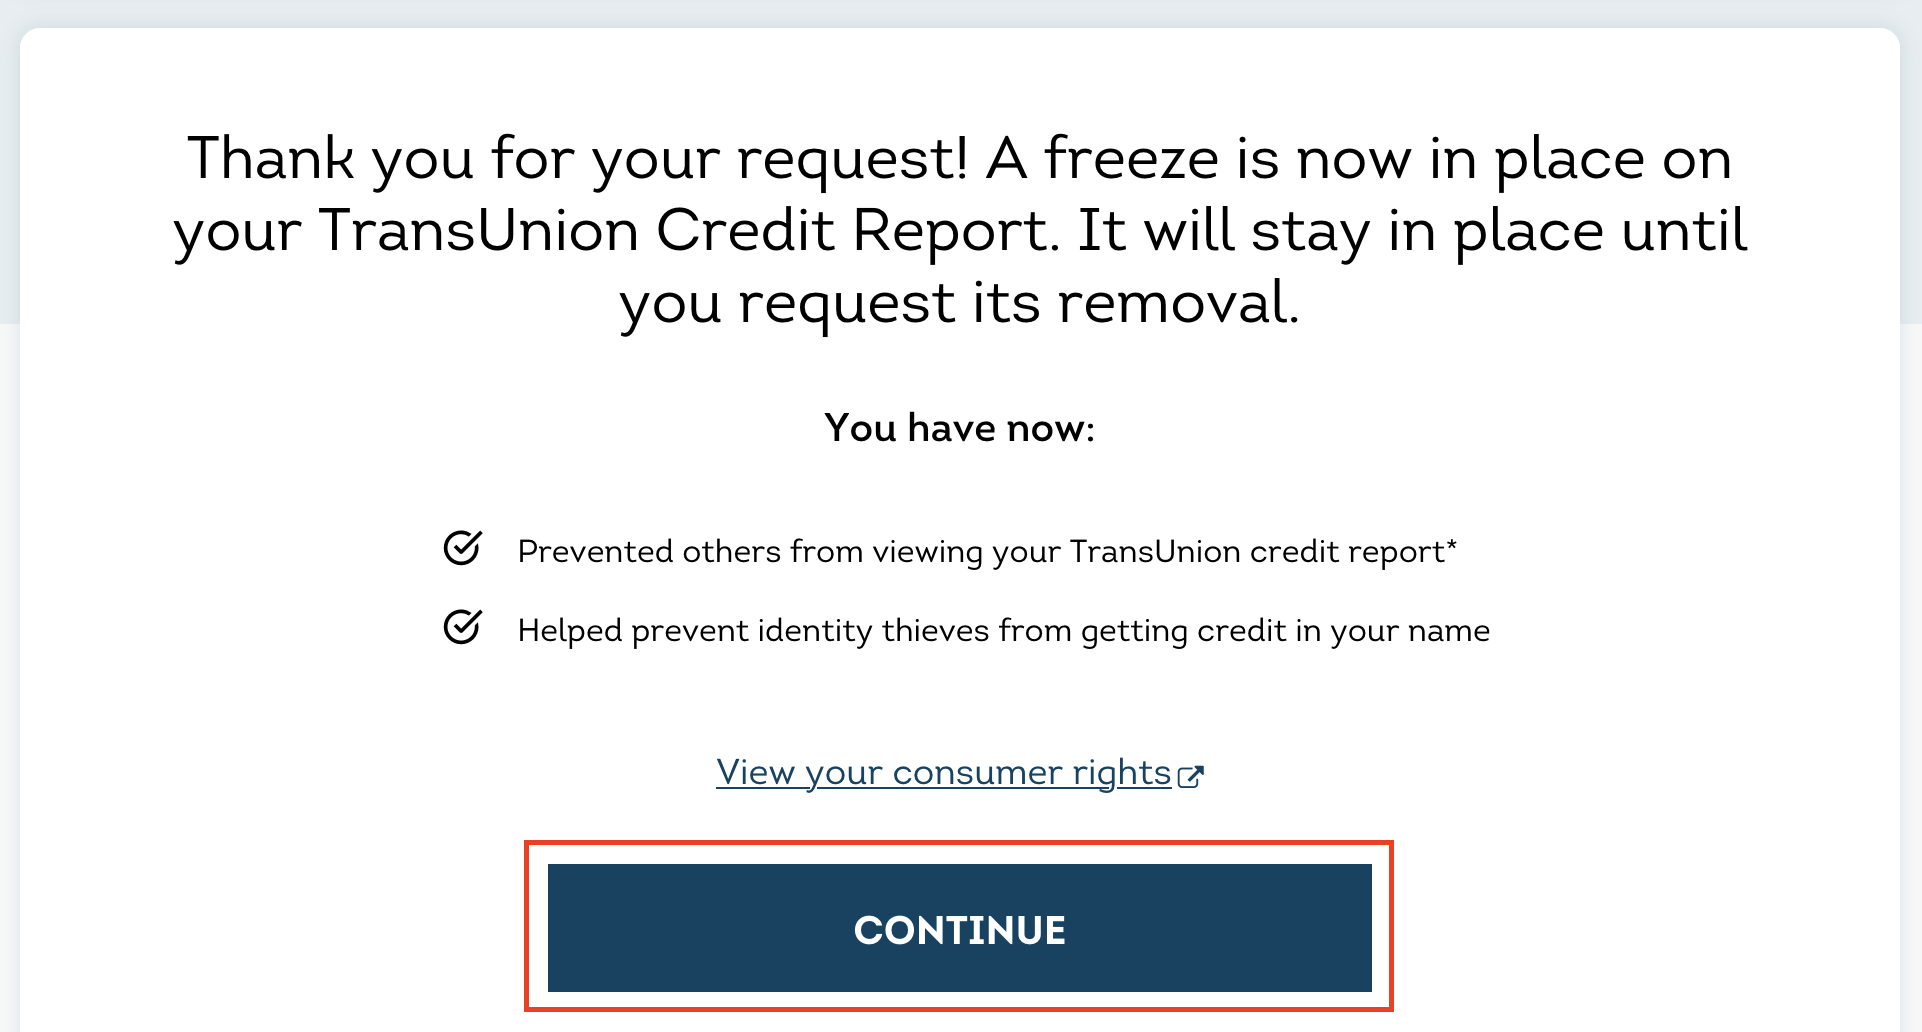 Thank you for your request! A freeze is now in place on
your TransUnion Credit Report. It will stay in place until
you request its removal.
You have now:
Prevented others from viewing your TransUnion credit report*
Helped prevent identity thieves from getting credit in your name
View your consumer rights
CONTINUE